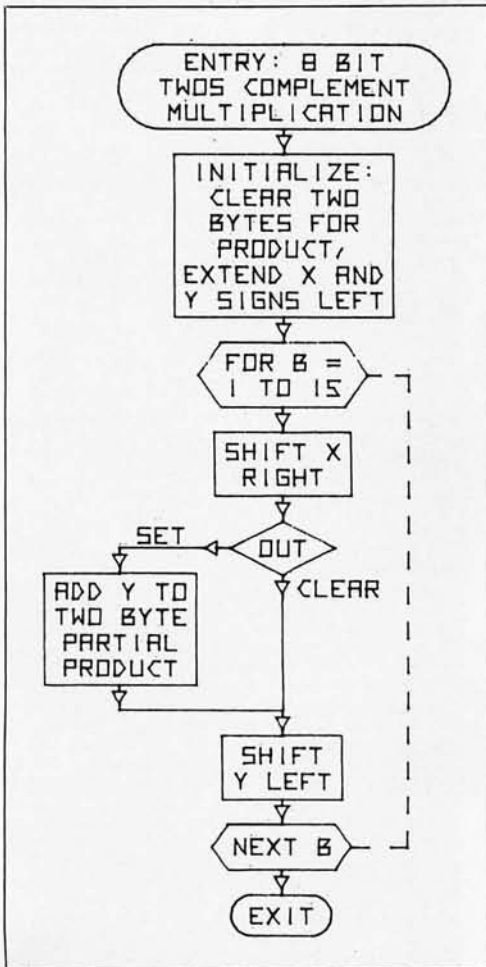 ENTRY: 8 BIT
TWOS COMPLEMENT
MULTIPLICATION
INITIALIZE:
CLEAR TWO
BYTES FOR
PRODUCT,
EXTEND X AND
Y SIGNS LEFT
FOR B =
1 TO 15
SHIFT X
RIGHT
OUT
SET
CLEAR
ADD Y TO
TWO BYTE
PARTIAL
PRODUCT
SHIFT
Y LEFT
NEXT B
EXIT